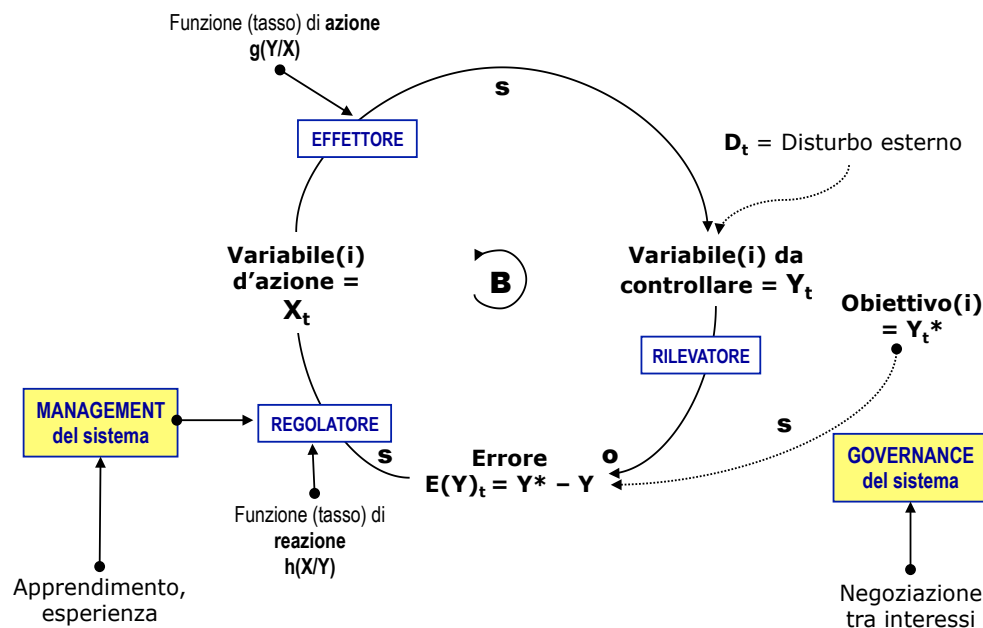 Funzione (tasso) di azione
g(Y/X)
s
EFFETTORE
Dt = Disturbo esterno
Variabile(i)
d’azione =
Xt
B
Variabile(i) da
controllare = Yt
Obiettivo(i)
= Yt*
RILEVATORE
MANAGEMENT
del sistema
REGOLATORE
s
Errore
E(Y)t = Y* – Y
o
s
GOVERNANCE
del sistema
Funzione (tasso) di
reazione
h(X/Y)
Apprendimento,
esperienza
Negoziazione
tra interessi